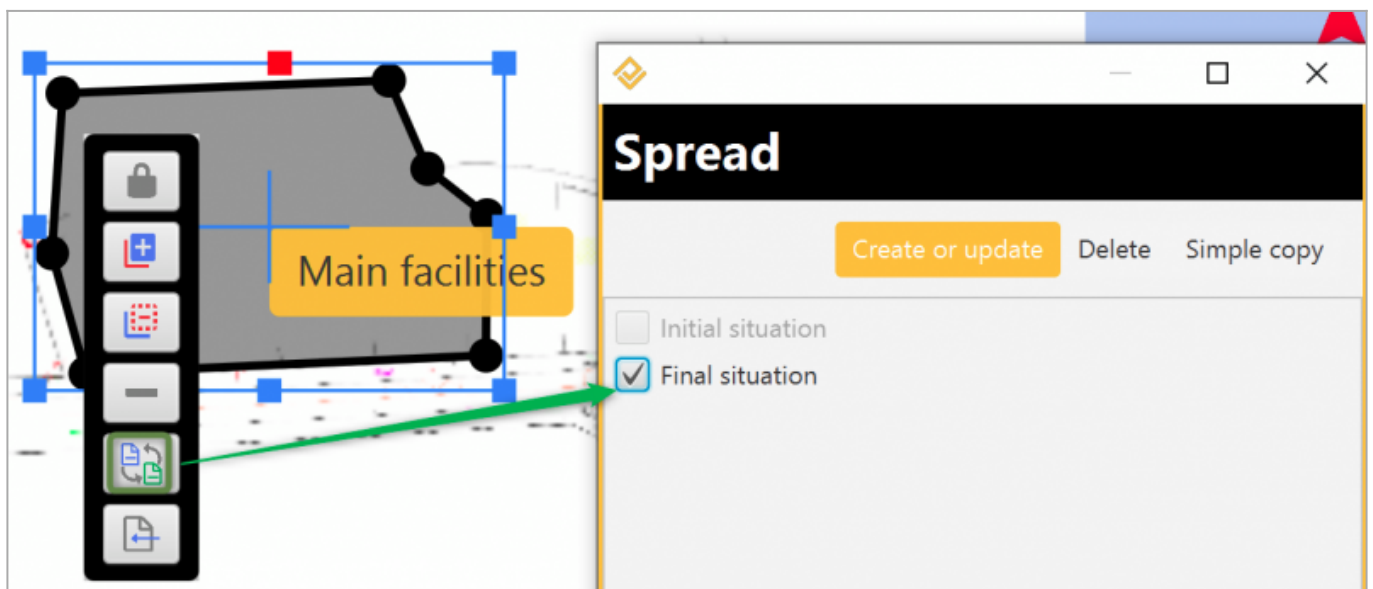 Main facilities
Spread
Create or update Delete Simple copy
Initial situation
Final situation